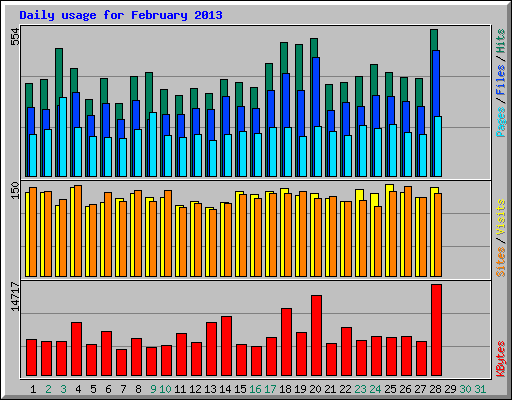 Daily usage for February 2013
554
Pages/Files/Hits
150
Sites/Visits
14717
KBytes
1 2 3 4 5 6 7 8 9 10 11 12 13 14 15 16 17 18 19 20 21 22 23 24 25 26 27 28 29 30 31